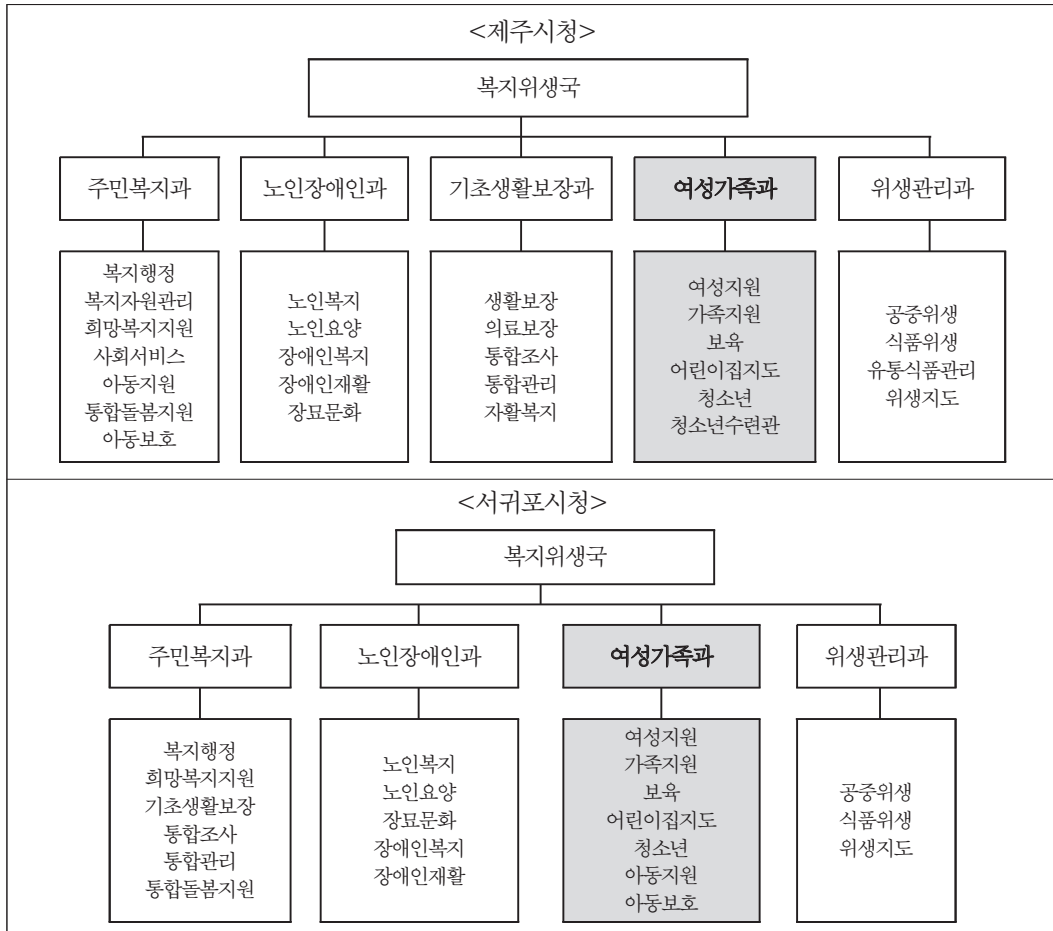 <제주시청>
복지위생국
주민복지과
노인장애인과
기초생활보장과
여성가족과
위생관리과
복지행정
복지자원관리
희망복지지원
사회서비스
아동지원
통합돌봄지원
아동보호
노인복지
노인요양
장애인복지
장애인재활
장묘문화
생활보장
의료보장
통합조사
통합관리
자활복지
여성지원
가족지원
보육
어린이집지도
청소년
청소년수련관
공중위생
식품위생
유통식품관리
위생지도
<서귀포시청>
복지위생국
주민복지과
노인장애인과
여성가족과
위생관리과
복지행정
희망복지지원
기초생활보장
통합조사
통합관리
통합돌봄지원
노인복지
노인요양
장묘문화
장애인복지
장애인재활
여성지원
가족지원
보육
어린이집지도
청소년
아동지원
아동보호
공중위생
식품위생
위생지도